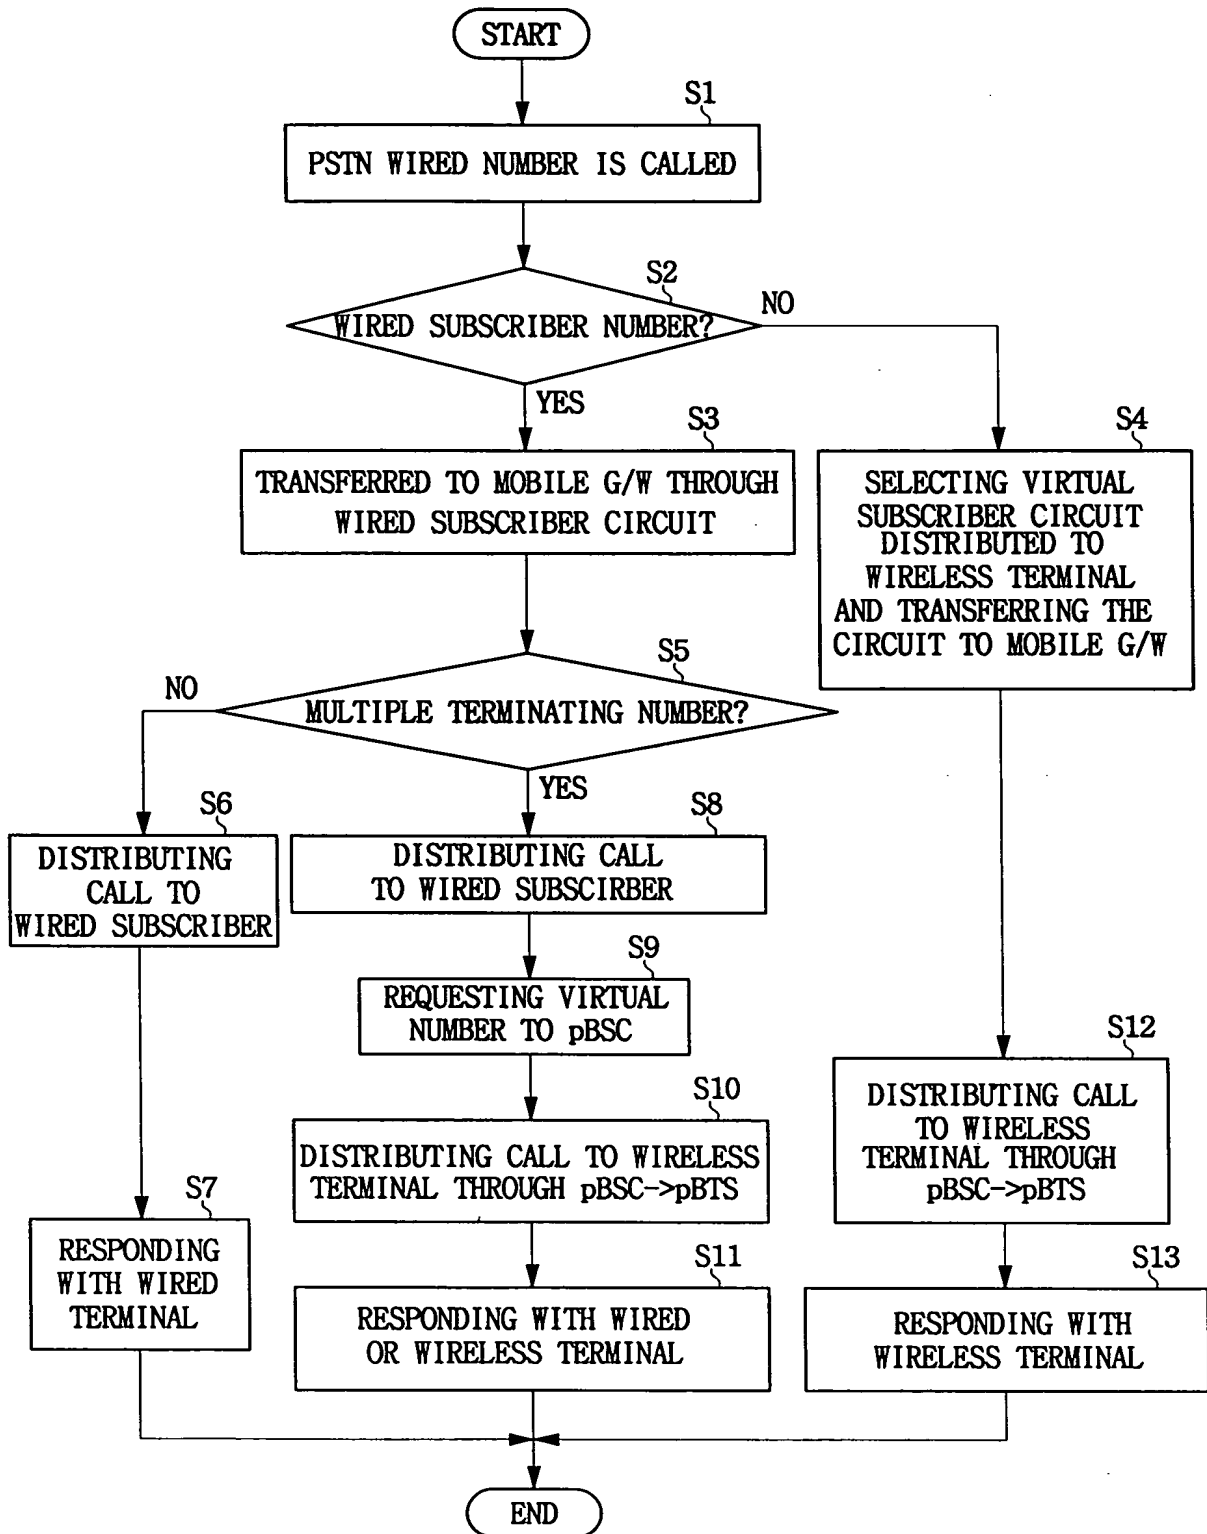 START
S1
PSTN WIRED NUMBER IS CALLED
S2
WIRED SUBSCRIBER NUMBER?
NO
YES
S3
TRANSFERRED TO MOBILE G/W THROUGH
WIRED SUBSCRIBER CIRCUIT
S4
SELECTING VIRTUAL
SUBSCRIBER CIRCUIT
DISTRIBUTED TO
WIRELESS TERMINAL
AND TRANSFERRING THE
CIRCUIT TO MOBILE G/W
S5
MULTIPLE TERMINATING NUMBER?
NO
YES
S6
DISTRIBUTING
CALL TO
WIRED SUBSCRIBER
S8
DISTRIBUTING CALL
TO WIRED SUBSCIRBER
S9
REQUESTING VIRTUAL
NUMBER TO pBSC
S10
DISTRIBUTING CALL TO WIRELESS
TERMINAL THROUGH pBSC->pBTS
S12
DISTRIBUTING CALL
TO WIRELESS
TERMINAL THROUGH
pBSC->pBTS
S7
RESPONDING
WITH WIRED
TERMINAL
S11
RESPONDING WITH WIRED
OR WIRELESS TERMINAL
S13
RESPONDING WITH
WIRELESS TERMINAL
END